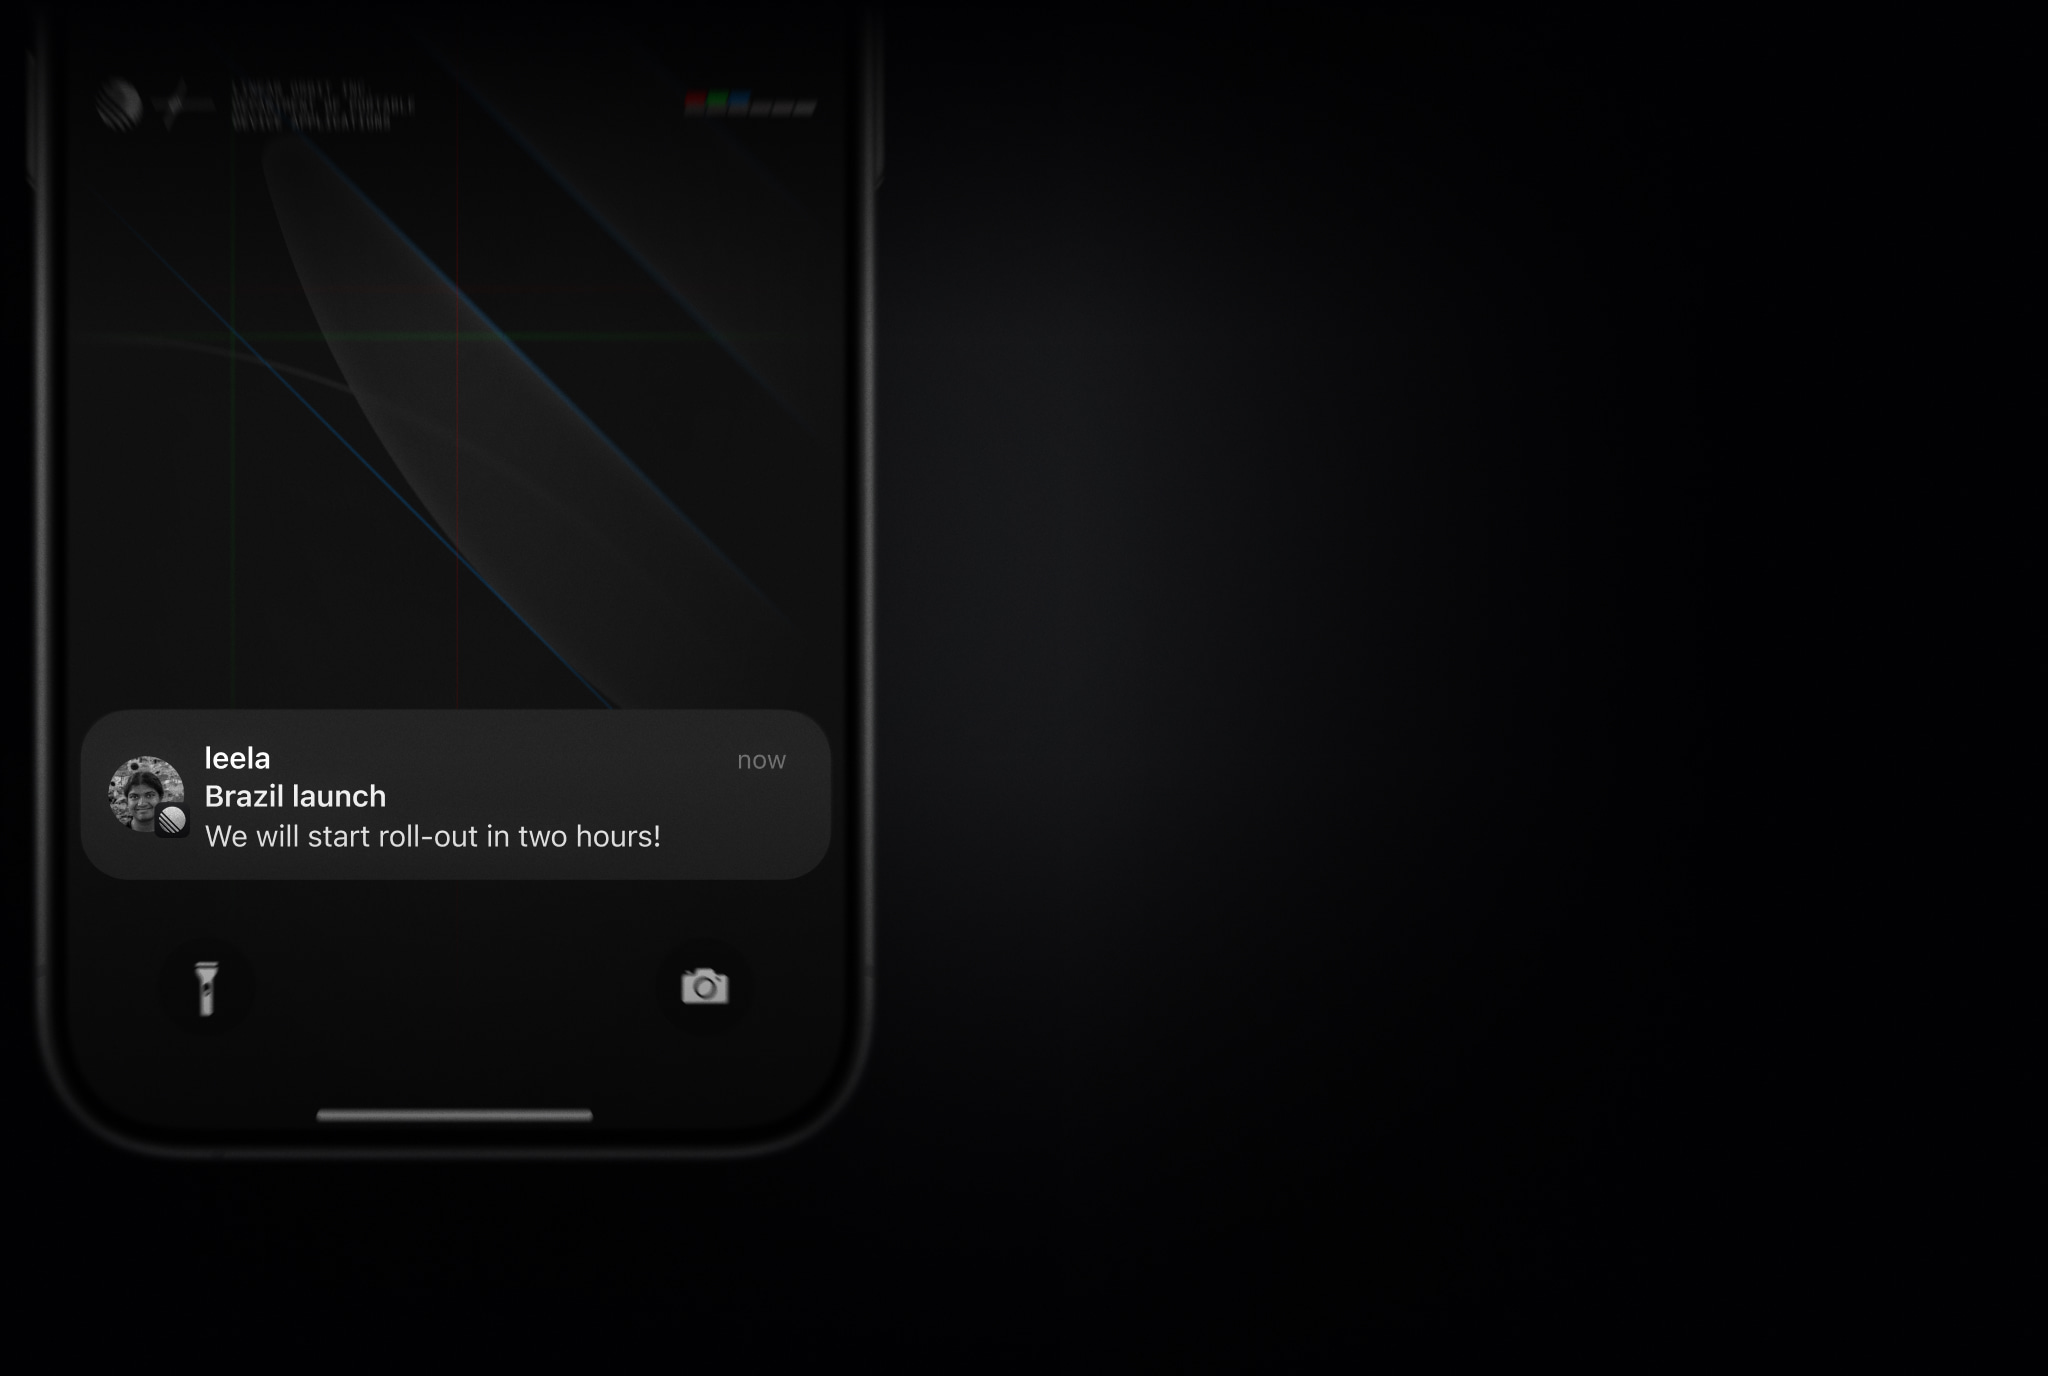 LINEAR ORBIT INC.
DEPARTMENT OF PORTABLE
DEVICE APPLICATIONS
leela
now
Brazil launch
We will start roll-out in two hours!